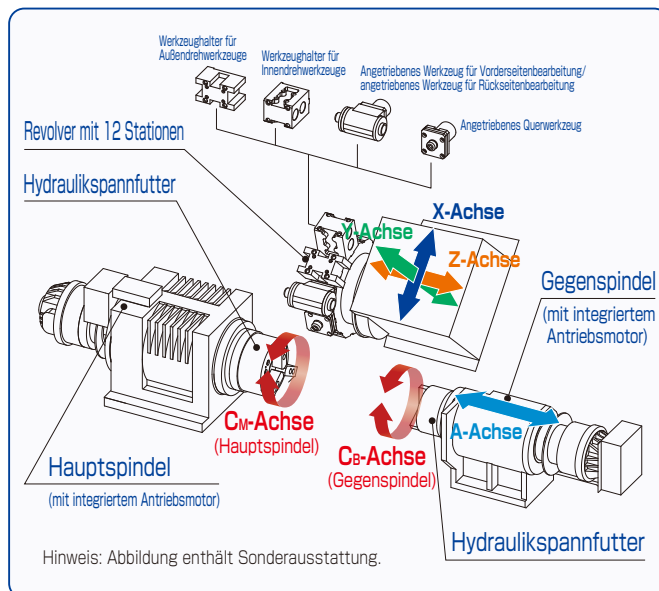 Werkzeughalter für
Außendrehwerkzeuge
Werkzeughalter für
Innendrehwerkzeuge
Angetriebenes Werkzeug für Vorderseitenbearbeitung/
angetriebenes Werkzeug für Rückseitenbearbeitung
Angetriebenes Querwerkzeug
Revolver mit 12 Stationen
Hydraulikspannfutter
X-Achse
Y-Achse
Z-Achse
Gegenspindel
(mit integriertem
Antriebsmotor)
CM-Achse
(Hauptspindel)
A-Achse
CB-Achse
(Gegenspindel)
Hauptspindel
(mit integriertem Antriebsmotor)
Hydraulikspannfutter
Hinweis: Abbildung enthält Sonderausstattung.